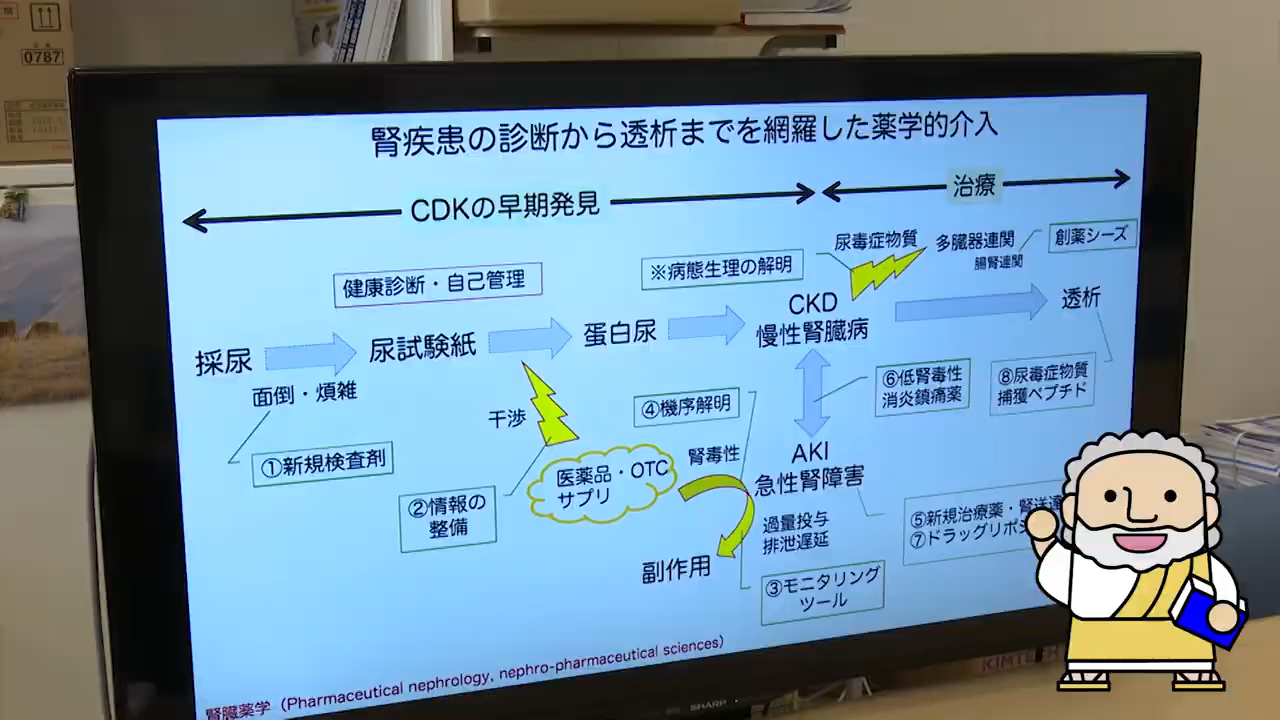 0787
腎疾患の診断から透析までを網羅した薬学的介入
CDKの早期発見
治療
尿毒症物質
多臓器連関
腸腎連関
創薬シーズ
健康診断・自己管理
※病態生理の解明
採尿
尿試験紙
蛋白尿
CKD
慢性腎臓病
透析
面倒・煩雑
干渉
④機序解明
⑥低腎毒性
消炎鎮痛薬
⑧尿毒症物質
捕獲ペプチド
①新規検査剤
②情報の
整備
医薬品・OTC
サプリ
腎毒性
AKI
急性腎障害
過量投与
排泄遅延
⑤新規治療薬・腎送達
⑦ドラッグリポジ
副作用
③モニタリング
ツール
腎臓薬学（Pharmaceutical nephrology, nephro-pharmaceutical sciences)
SHARP